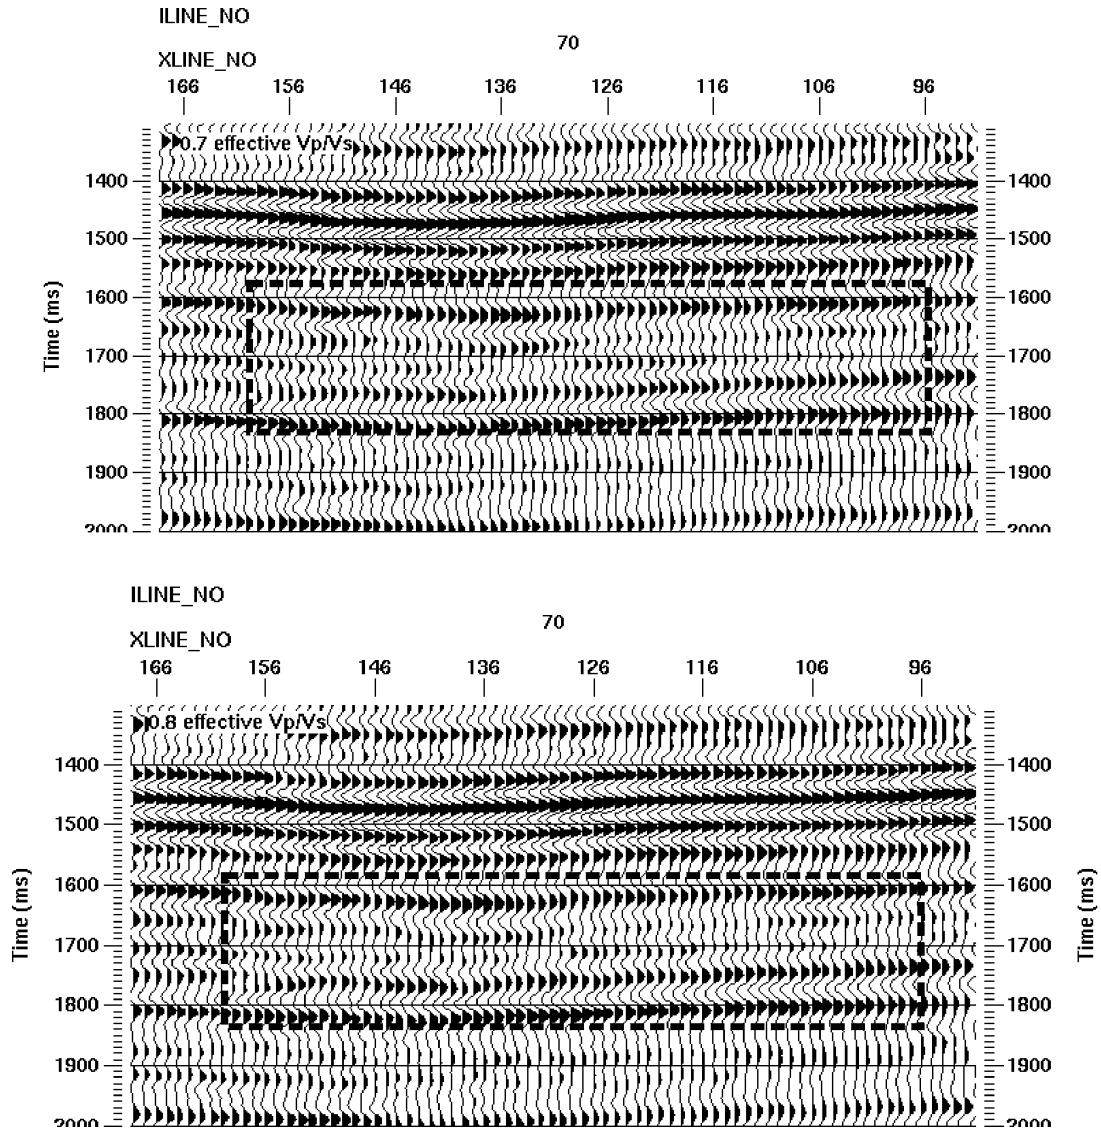 ILINE_NO
70
XLINE_NO
166 156 146 136 126 116 106 96
0.7 effective Vp/Vs
1400 1400
1500 1500
1600 1600
1700 1700
1800 1800
1900 1900
2000 2000
Time (ms)
ILINE_NO
70
XLINE_NO
166 156 146 136 126 116 106 96
0.8 effective Vp/Vs
1400 1400
1500 1500
1600 1600
1700 1700
1800 1800
1900 1900
2000 2000
Time (ms)
Time (ms)